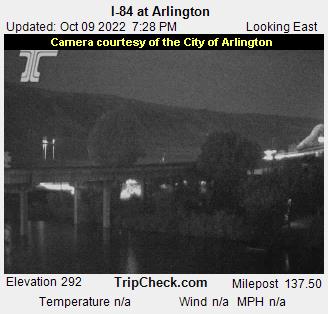 I-84 at Arlington
Updated: Oct 09 2022 7:28 PM Looking East
Camera courtesy of the City of Arlington
Elevation 292 TripCheck.com Milepost 137.50
Temperature n/a Wind n/a MPH n/a